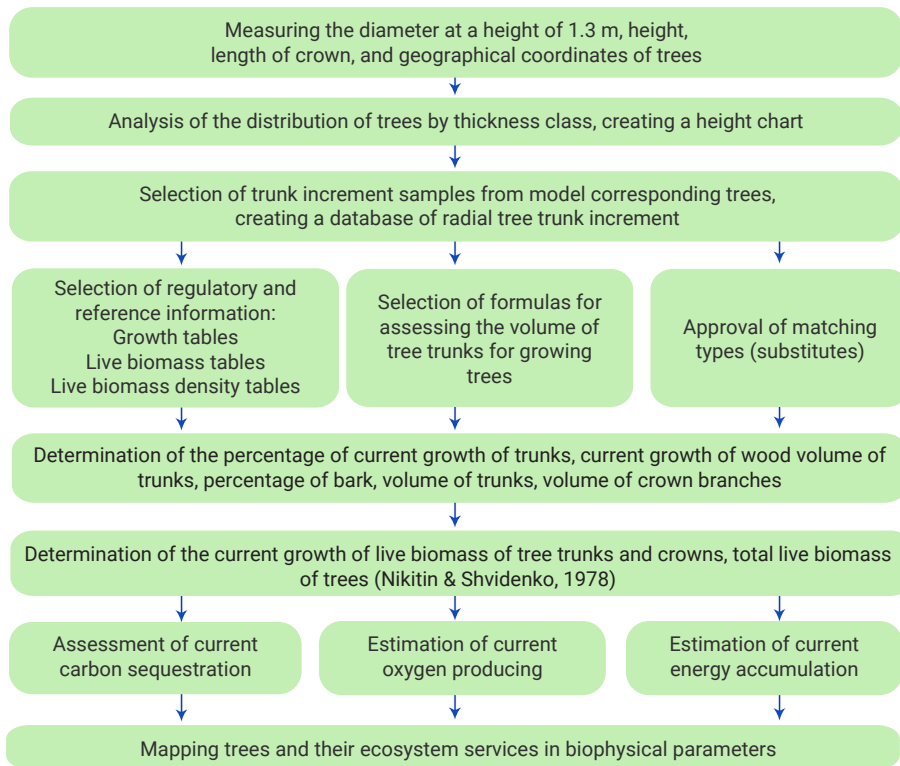 Measuring the diameter at a height of 1.3 m, height,
length of crown, and geographical coordinates of trees
Analysis of the distribution of trees by thickness class, creating a height chart
Selection of trunk increment samples from model corresponding trees,
creating a database of radial tree trunk increment
Selection of regulatory and
reference information:
Growth tables
Live biomass tables
Live biomass density tables
Selection of formulas for
assessing the volume of
tree trunks for growing
trees
Approval of matching
types (substitutes)
Determination of the percentage of current growth of trunks, current growth of wood volume of
trunks, percentage of bark, volume of trunks, volume of crown branches
Determination of the current growth of live biomass of tree trunks and crowns, total live biomass
of trees (Nikitin & Shvidenko, 1978)
Assessment of current
carbon sequestration
Estimation of current
oxygen producing
Estimation of current
energy accumulation
Mapping trees and their ecosystem services in biophysical parameters